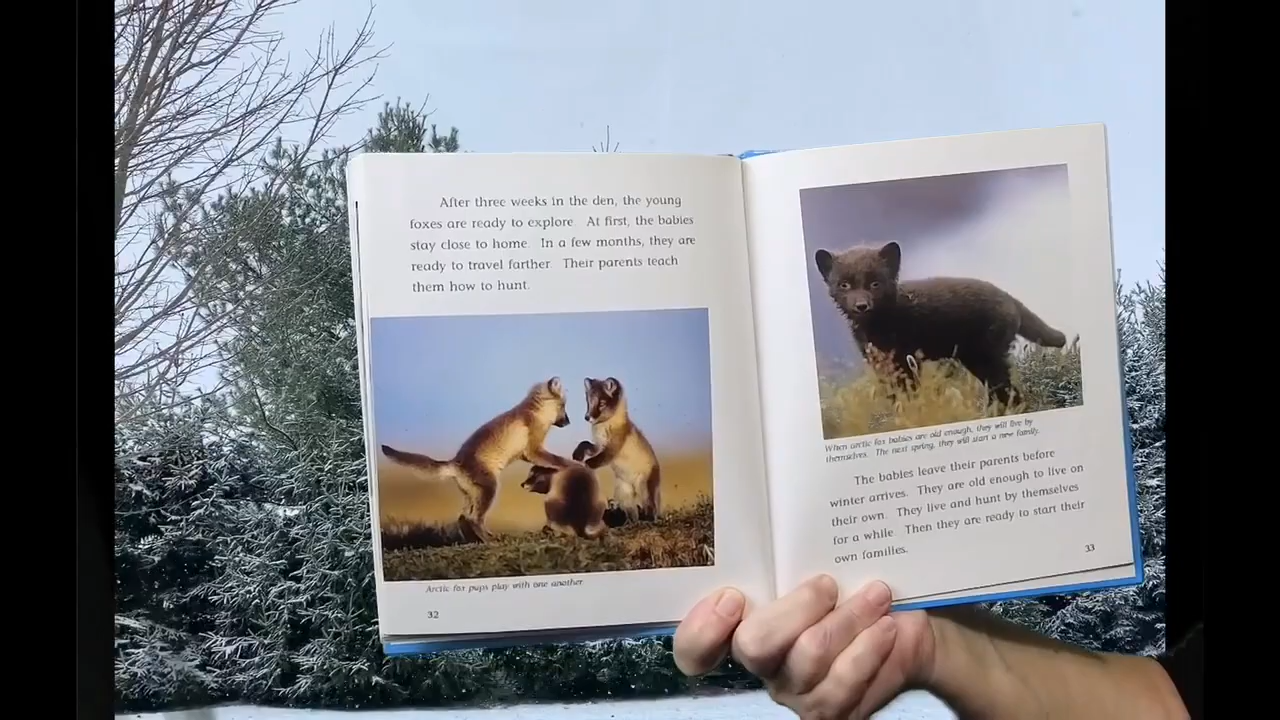 After three weeks in the den, the young
foxes are ready to explore. At first, the babies
stay close to home. In a few months, they are
ready to travel farther. Their parents teach
them how to hunt.
Arctic fox pups play with one another.
32
When arctic fox babies are old enough, they will live by
themselves. The next spring, they will start a new family.
The babies leave their parents before
winter arrives. They are old enough to live on
their own. They live and hunt by themselves
for a while. Then they are ready to start their
own families.
33